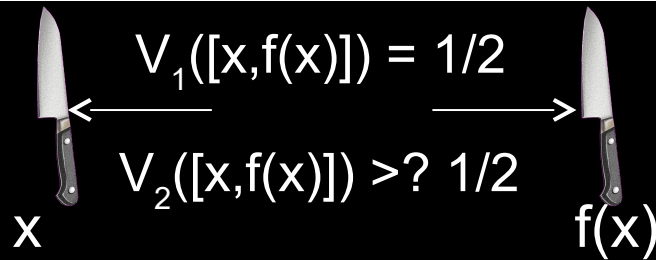 V₁([x,f(x)]) = 1/2
V₂([x,f(x)]) >? 1/2
x f(x)